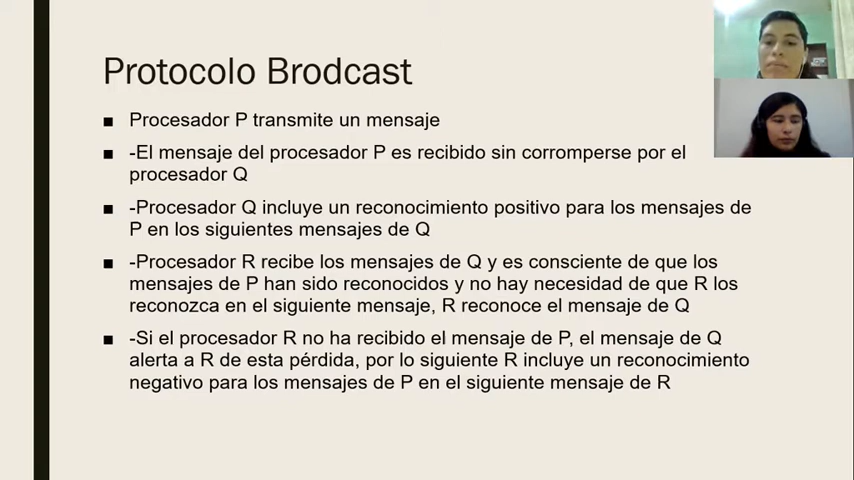 Protocolo Brodcast
■ Procesador P transmite un mensaje
■ -El mensaje del procesador P es recibido sin corromperse por el
procesador Q
■ -Procesador Q incluye un reconocimiento positivo para los mensajes de
P en los siguientes mensajes de Q
■ -Procesador R recibe los mensajes de Q y es consciente de que los
mensajes de P han sido reconocidos y no hay necesidad de que R los
reconozca en el siguiente mensaje, R reconoce el mensaje de Q
■ -Si el procesador R no ha recibido el mensaje de P, el mensaje de Q
alerta a R de esta pérdida, por lo siguiente R incluye un reconocimiento
negativo para los mensajes de P en el siguiente mensaje de R